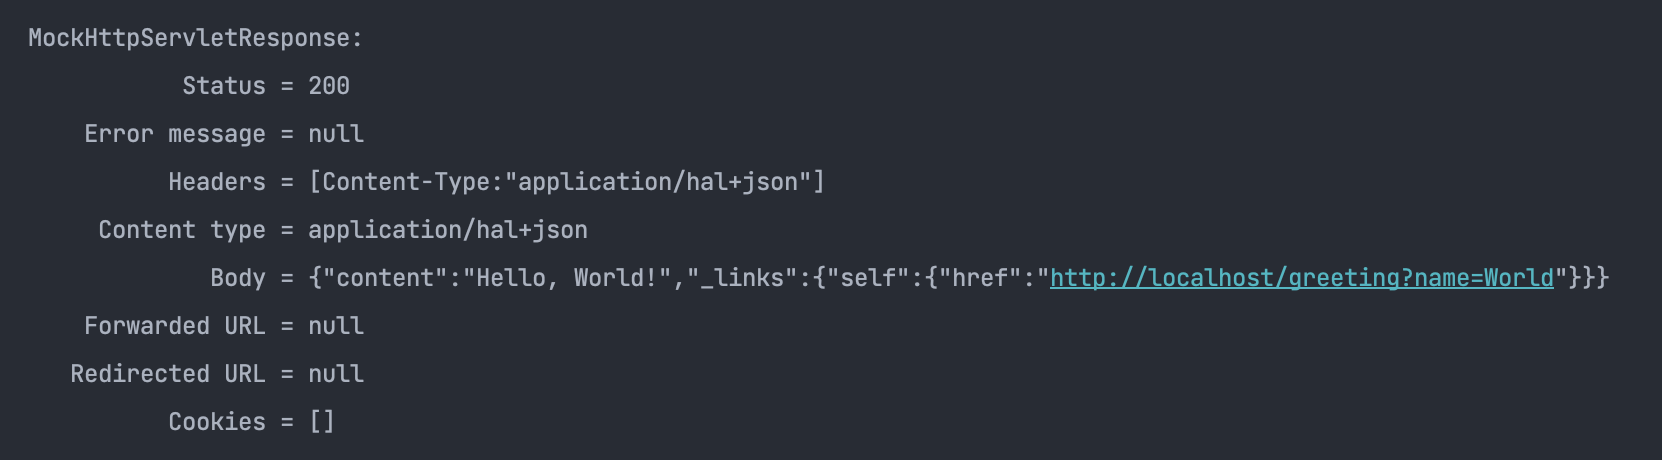 MockHttpServletResponse:
Status = 200
Error message = null
Headers = [Content-Type:"application/hal+json"]
Content type = application/hal+json
Body = {"content":"Hello, World!","_links":{"self":{"href":"http://localhost/greeting?name=World"}}}
Forwarded URL = null
Redirected URL = null
Cookies = []